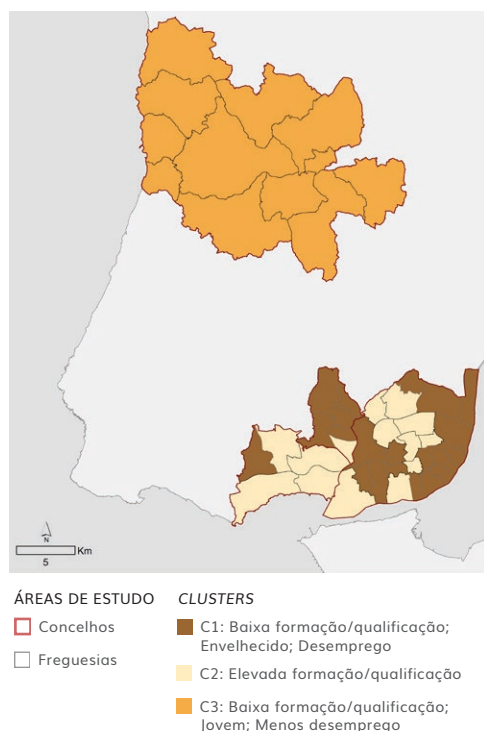 N
Km
5
ÁREAS DE ESTUDO
Concelhos
Freguesias
CLUSTERS
C1: Baixa formação/qualificação;
Envelhecido; Desemprego
C2: Elevada formação/qualificação
C3: Baixa formação/qualificação;
Jovem; Menos desemprego